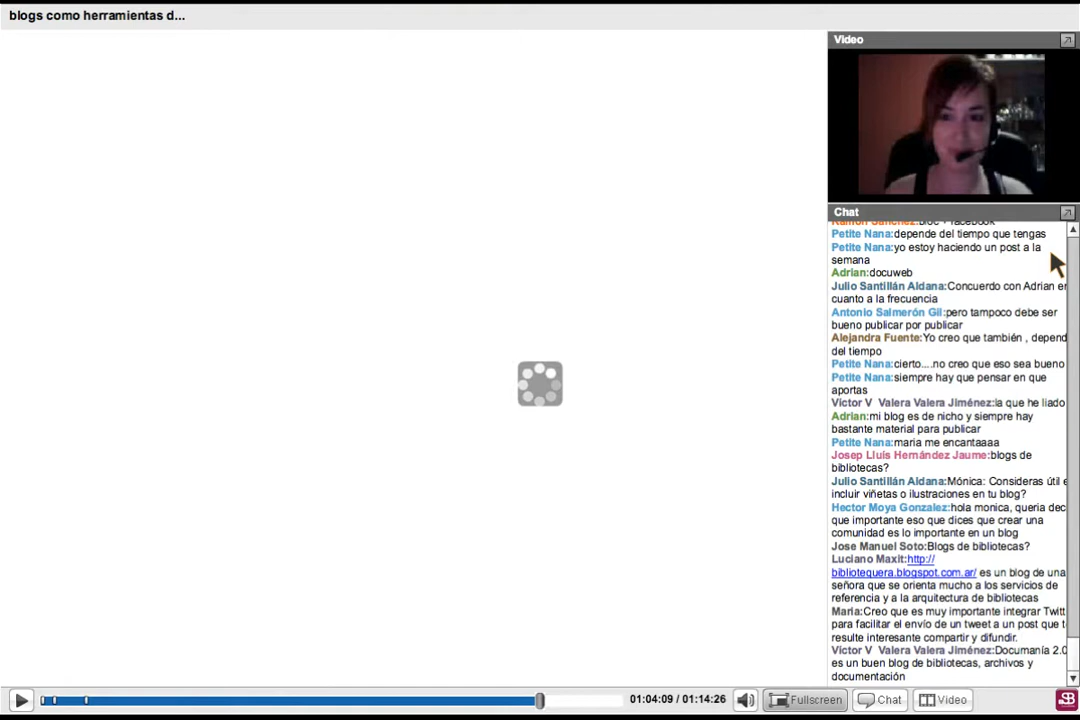 blogs como herramientas d...
Video
Chat
Ramón Sánchez:bloc + facebook
Petite Nana:depende del tiempo que tengas
Petite Nana:yo estoy haciendo un post a la
semana
Adrian:docuweb
Julio Santillán Aldana:Concuerdo con Adrian en
cuanto a la frecuencia
Antonio Salmerón Gil:pero tampoco debe ser
bueno publicar por publicar
Alejandra Fuente:Yo creo que también , depend
del tiempo
Petite Nana:cierto....no creo que eso sea bueno
Petite Nana:siempre hay que pensar en que
aportas
Víctor V Valera Valera Jiménez:la que he liado
Adrian:mi blog es de nicho y siempre hay
bastante material para publicar
Petite Nana:maria me encantaaaa
Josep Lluís Hernández Jaume:blogs de
bibliotecas?
Julio Santillán Aldana:Mónica: Consideras útil e
incluir viñetas o ilustraciones en tu blog?
Hector Moya Gonzalez:hola monica, queria dec
que importante eso que dices que crear una
comunidad es lo importante en un blog
Jose Manuel Soto:Blogs de bibliotecas?
Luciano Maxit:http://
bibliotequera.blogspot.com.ar/ es un blog de una
señora que se orienta mucho a los servicios de
referencia y a la arquitectura de bibliotecas
Maria:Creo que es muy importante integrar Twitt
para facilitar el envío de un tweet a un post que t
resulte interesante compartir y difundir.
Víctor V Valera Valera Jiménez:Documanía 2.0
es un buen blog de bibliotecas, archivos y
documentación
01:04:09 / 01:14:26
Fullscreen
Chat
Video
SB